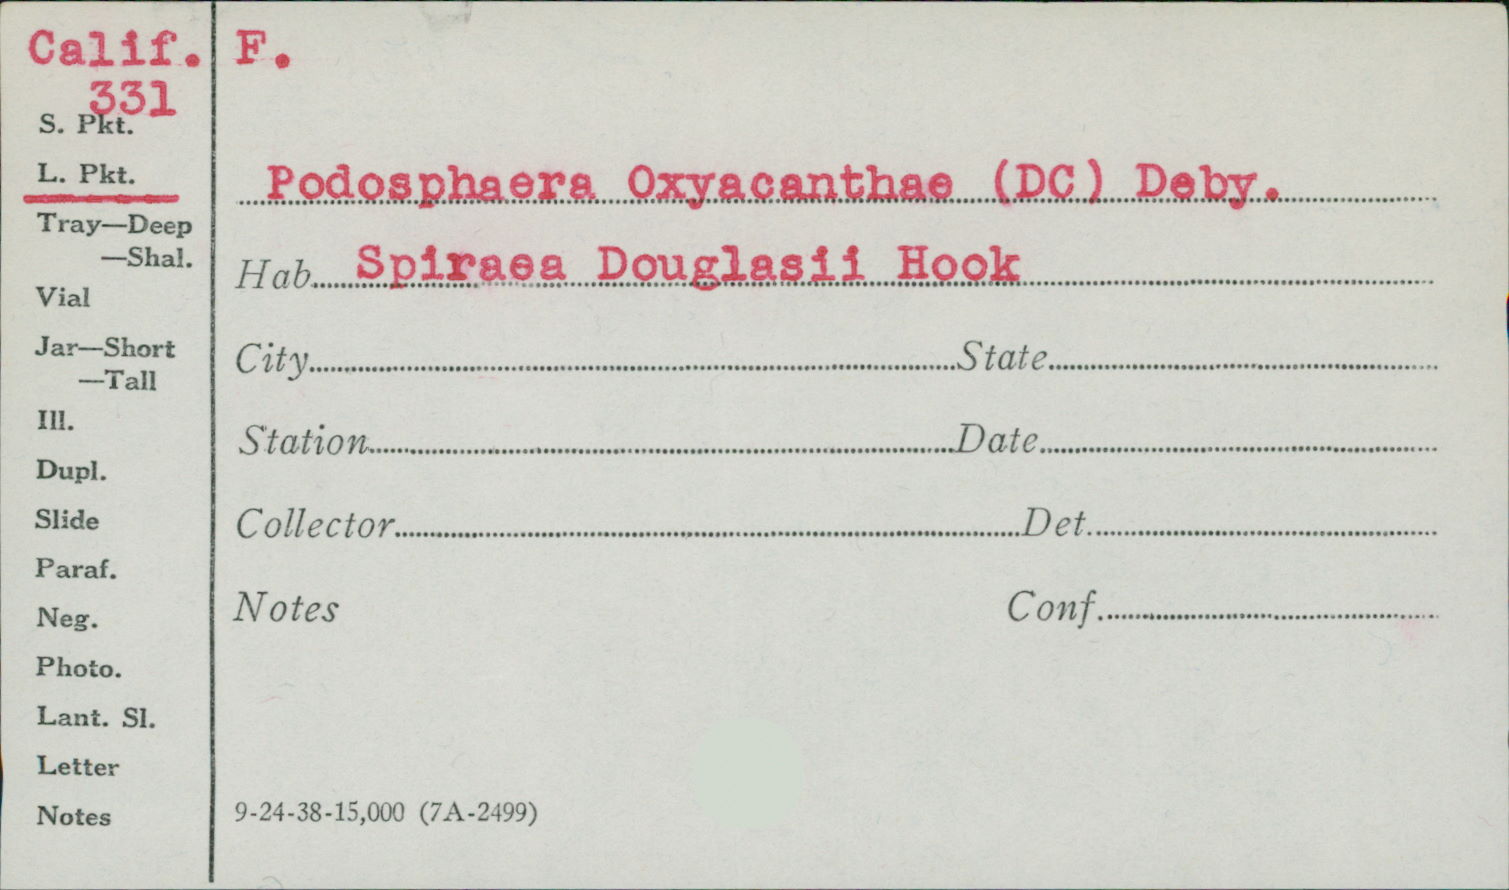 Calif. F.
331
S. Pkt.
L. Pkt.
Podosphaera Oxyacanthae (DC) Deby.
Tray—Deep
—Shal.
Hab. Spiraea Douglasii Hook
Vial
Jar—Short
—Tall
City State
Ill.
Station Date
Dupl.
Slide
Collector Det.
Paraf.
Neg.
Notes Conf.
Photo.
Lant. Sl.
Letter
Notes
9-24-38-15,000 (7A-2499)